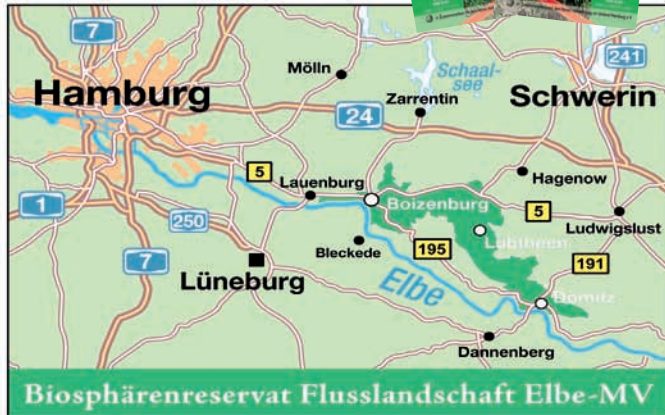 7
Mölln
Schaal-
see
241
Hamburg
Zarrentin
Schwerin
24
5
Lauenburg
Hagenow
Boizenburg
5
1
250
Lübtheen
Ludwigslust
Bleckede
195
7
Lüneburg
191
Elbe
Dömitz
Dannenberg
Biosphärenreservat Flusslandschaft Elbe-MV